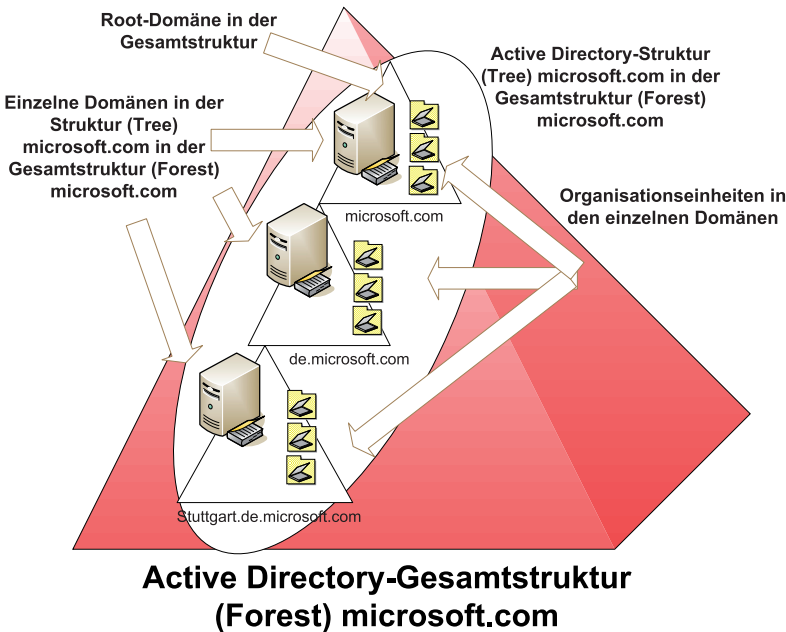 Root-Domäne in der
Gesamtstruktur
Active Directory-Struktur
(Tree) microsoft.com in der
Gesamtstruktur (Forest)
microsoft.com
Einzelne Domänen in der
Struktur (Tree)
microsoft.com in der
Gesamtstruktur (Forest)
microsoft.com
Organisationseinheiten in
den einzelnen Domänen
microsoft.com
de.microsoft.com
Stuttgart.de.microsoft.com
Active Directory-Gesamtstruktur
(Forest) microsoft.com